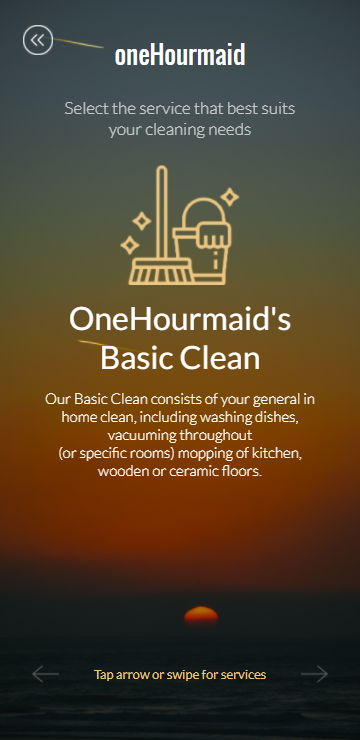 oneHourmaid
Select the service that best suits
your cleaning needs
OneHourmaid's
Basic Clean
Our Basic Clean consists of your general in
home clean, including washing dishes,
vacuuming throughout
(or specific rooms) mopping of kitchen,
wooden or ceramic floors.
Tap arrow or swipe for services